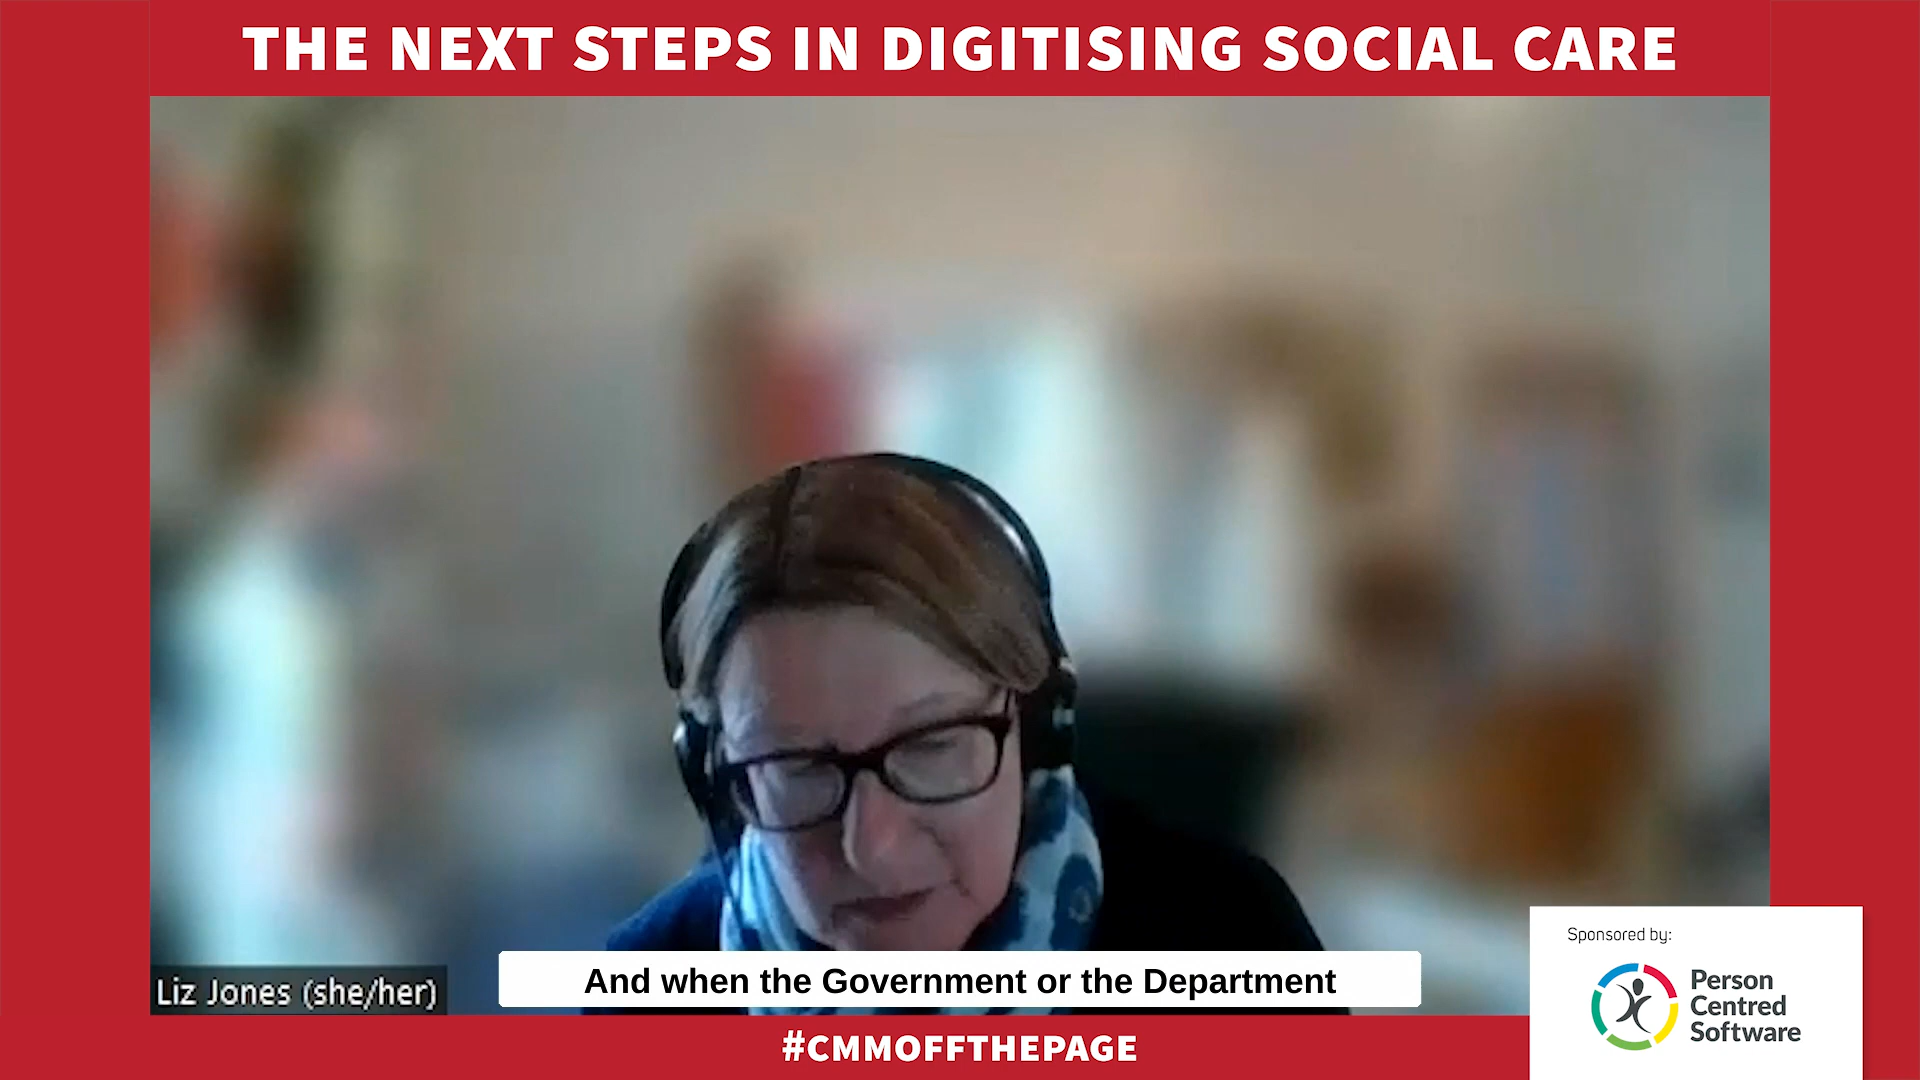 THE NEXT STEPS IN DIGITISING SOCIAL CARE
Liz Jones (she/her)
And when the Government or the Department
Sponsored by:
Person
Centred
Software
#CMMOFFTHEPAGE